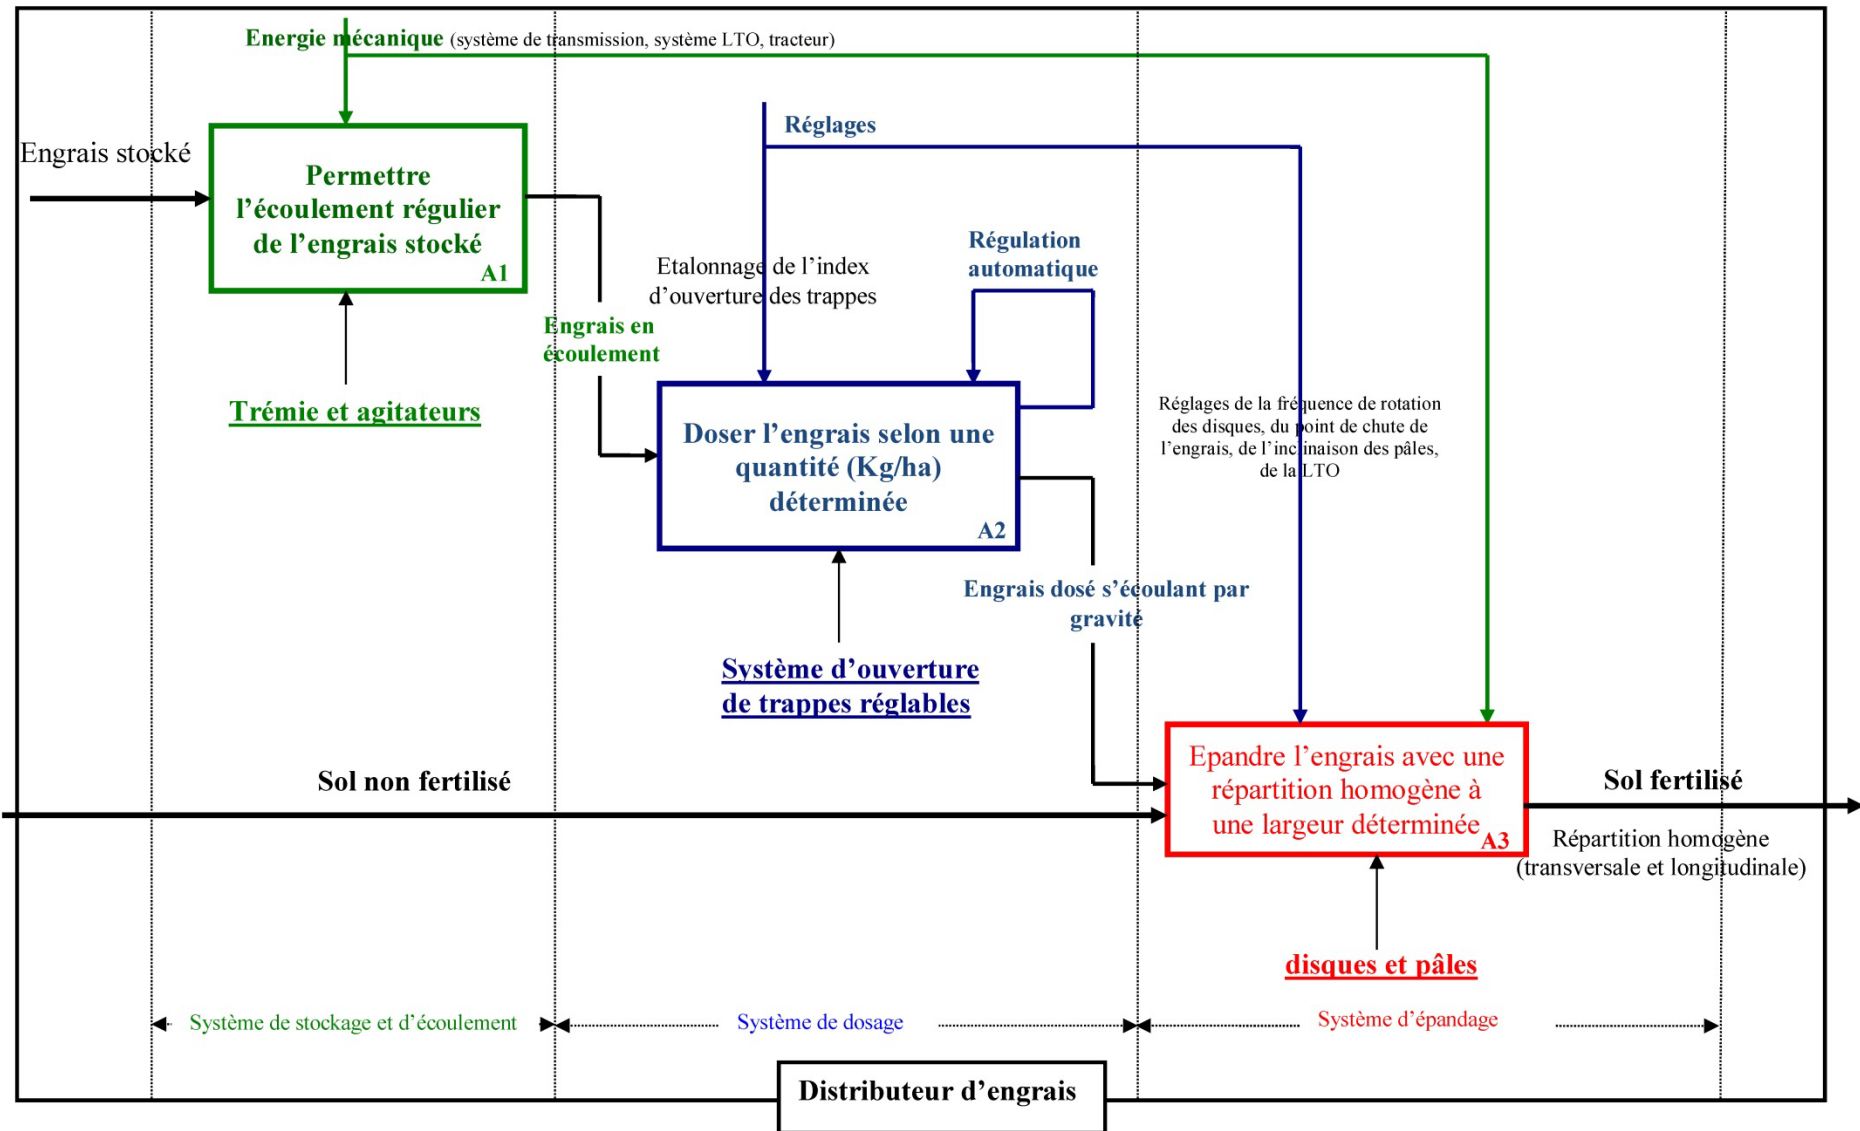 Energie mécanique (système de transmission, système LTO, tracteur)
Réglages
Engrais stocké
Permettre
l’écoulement régulier
de l’engrais stocké
A1
Trémie et agitateurs
Engrais en
écoulement
Etalonnage de l’index
d’ouverture des trappes
Régulation
automatique
Doser l’engrais selon une
quantité (Kg/ha)
déterminée
A2
Système d’ouverture
de trappes réglables
Réglages de la fréquence de rotation
des disques, du point de chute de
l’engrais, de l’inclinaison des pâles,
de la LTO
Engrais dosé s’écoulant par
gravité
Sol non fertilisé
Epandre l’engrais avec une
répartition homogène à
une largeur déterminée
A3
Sol fertilisé
Répartition homogène
(transversale et longitudinale)
disques et pâles
Système de stockage et d’écoulement
Système de dosage
Système d’épandage
Distributeur d’engrais